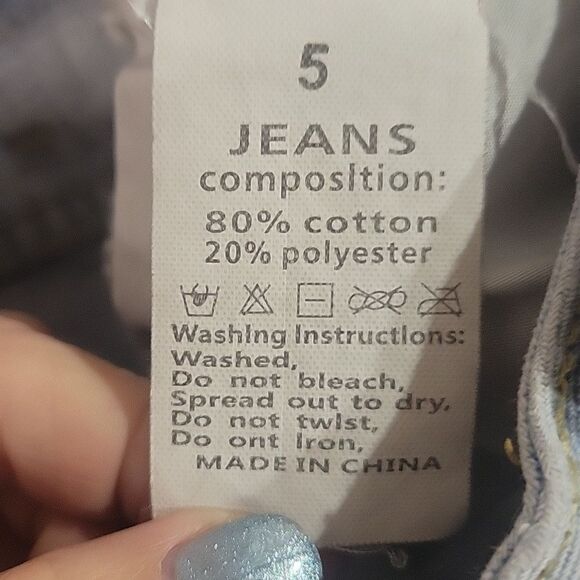 5
JEANS
composition:
80% cotton
20% polyester
Washing Instructions:
Washed,
Do not bleach,
Spread out to dry,
Do not twist,
Do ont Iron,
MADE IN CHINA